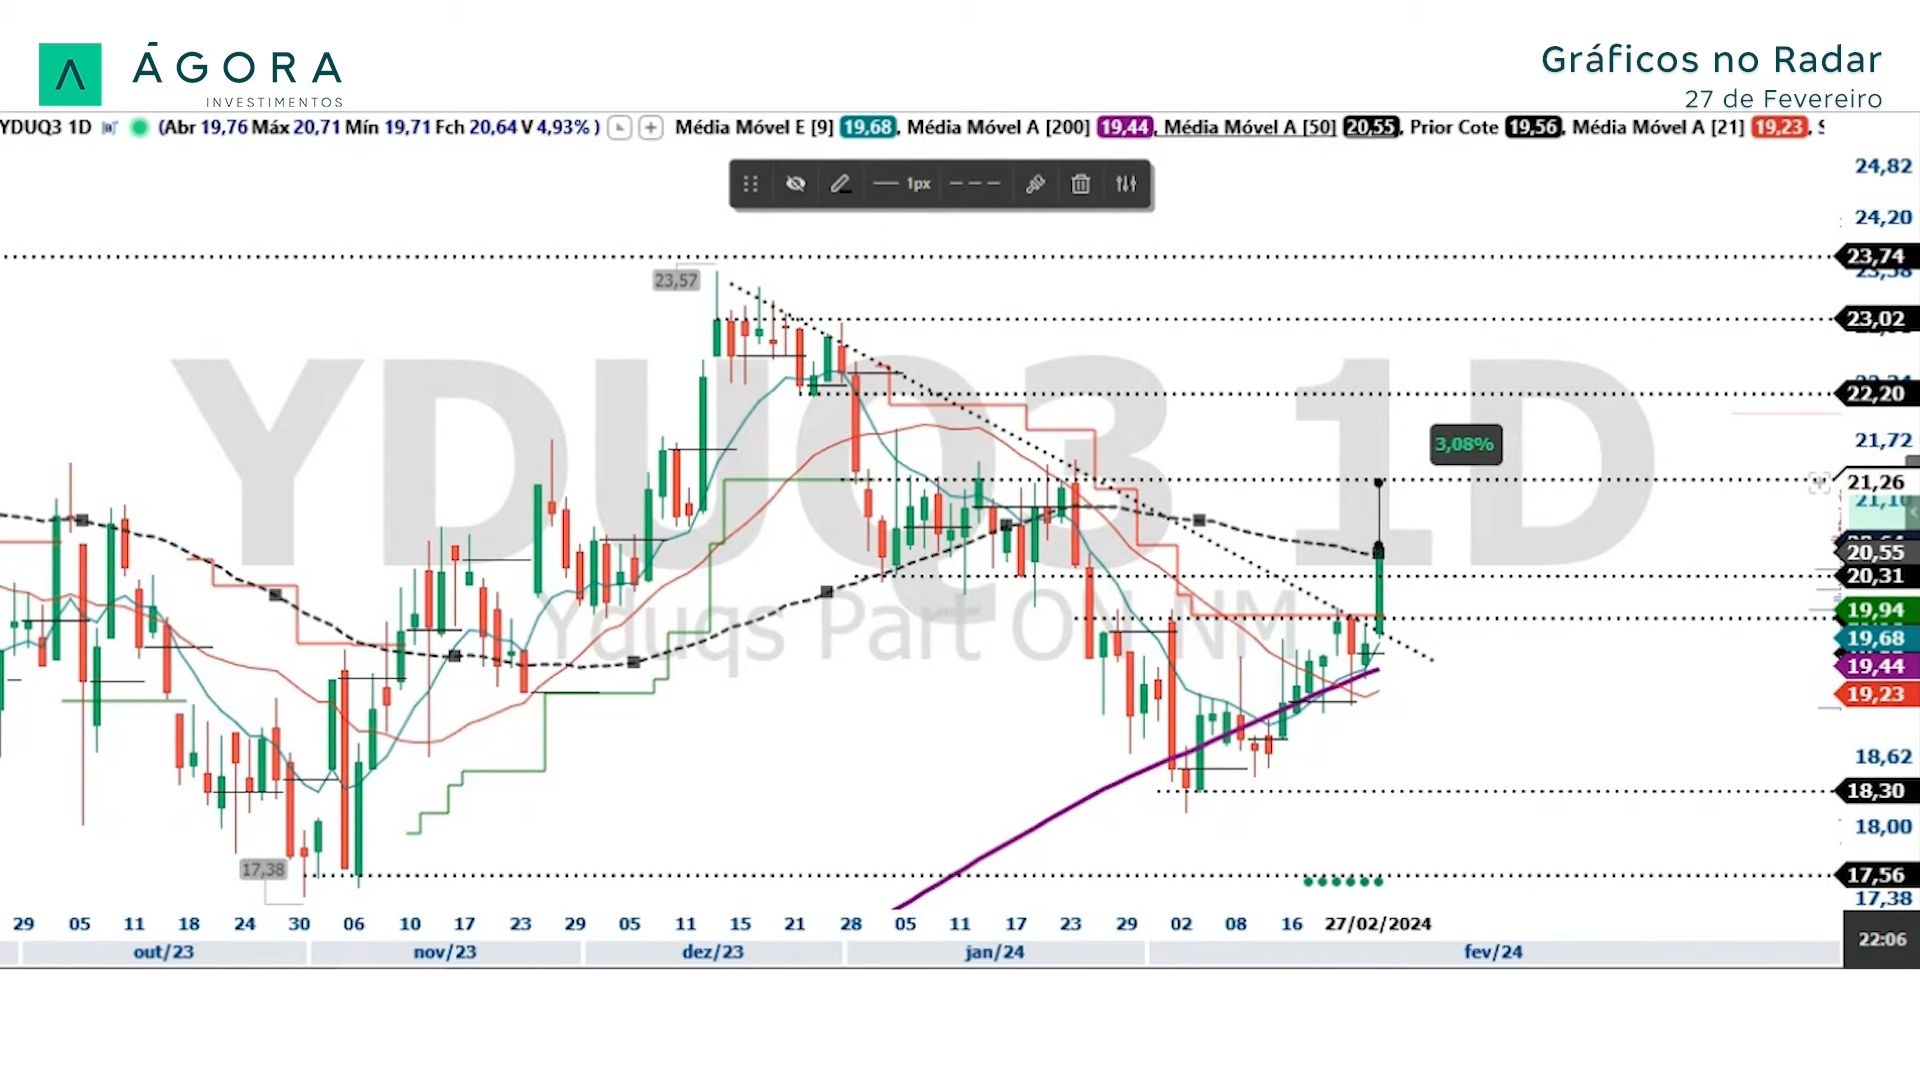 ÁGORA
INVESTIMENTOS
Gráficos no Radar
27 de Fevereiro
YDUQ3 1D (Abr 19,76 Máx 20,71 Mín 19,71 Fch 20,64 V 4,93% ) Média Móvel E [9] 19,68, Média Móvel A [200] 19,44, Média Móvel A [50] 20,55, Prior Cote 19,56, Média Móvel A [21] 19,23,
1px
24,82
24,20
23,74
23,57
23,02
22,20
YDUQ3 1D
21,72
3,08%
21,26
20,55
20,31
Yduqs Part ON NM
19,94
19,68
19,44
19,23
18,62
18,30
18,00
17,38
17,56
17,38
29 05 11 18 24 30 06 10 17 23 29 05 11 15 21 28 05 11 17 23 29 02 08 16 27/02/2024
22:06
out/23 nov/23 dez/23 jan/24 fev/24